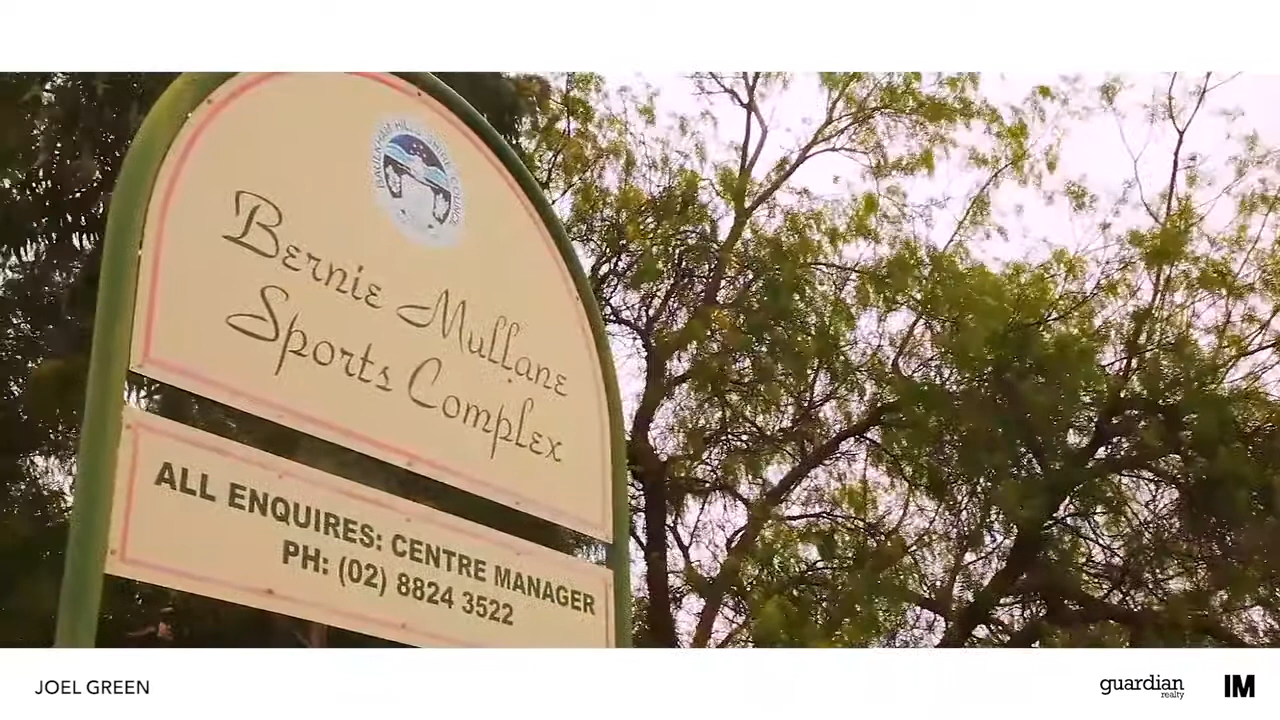 Bernie Mullane
Sports Complex
ALL ENQUIRES: CENTRE MANAGER
PH: (02) 8824 3522
JOEL GREEN
guardian
realty
IM